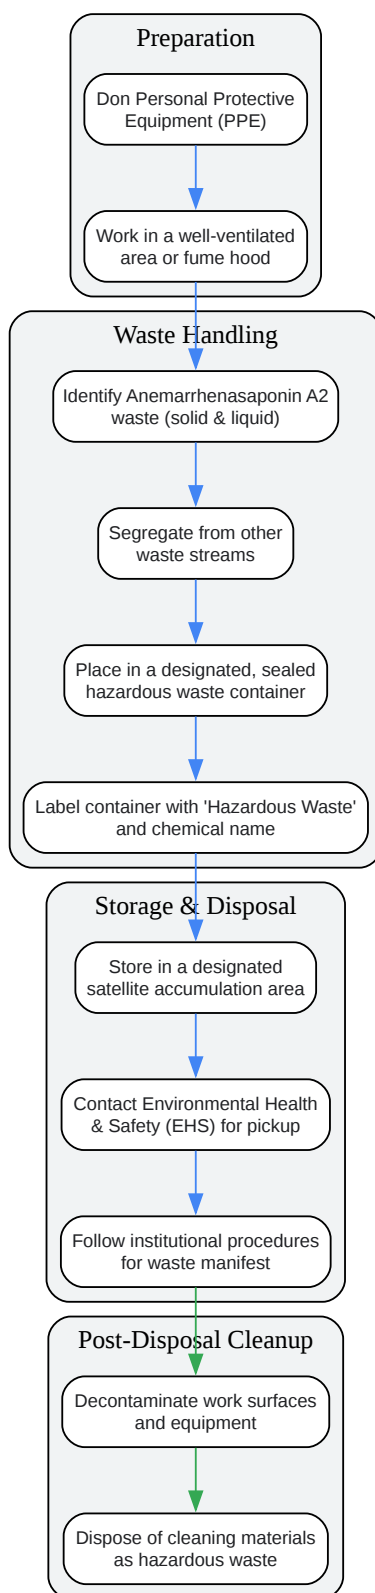 Preparation
Don Personal Protective
Equipment (PPE)
Work in a well-ventilated
area or fume hood
Waste Handling
Identify Anemarrhenasaponin A2
waste (solid & liquid)
Segregate from other
waste streams
Place in a designated, sealed
hazardous waste container
Label container with 'Hazardous Waste'
and chemical name
Storage & Disposal
Store in a designated
satellite accumulation area
Contact Environmental Health
& Safety (EHS) for pickup
Follow institutional procedures
for waste manifest
Post-Disposal Cleanup
Decontaminate work surfaces
and equipment
Dispose of cleaning materials
as hazardous waste